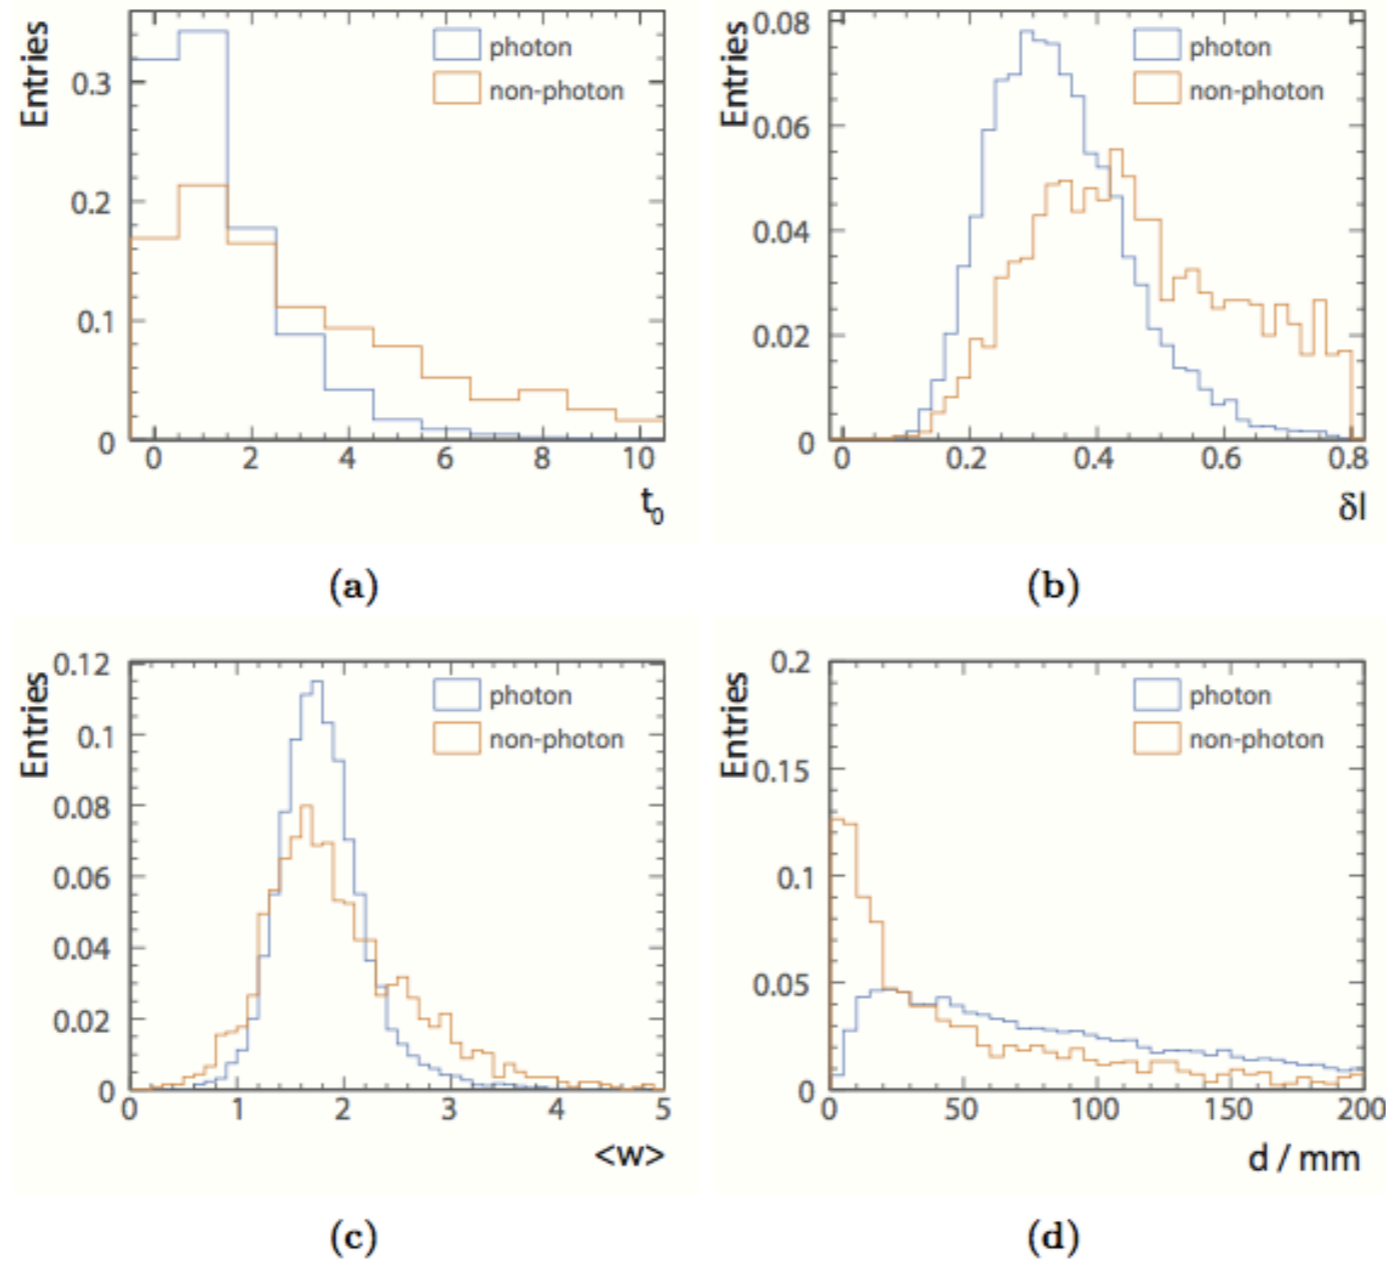 Entries
photon
non-photon
0.3
0.2
0.1
0
0 2 4 6 8 10
t0
(a)
Entries
photon
non-photon
0.08
0.06
0.04
0.02
0
0 0.2 0.4 0.6 0.8
δl
(b)
Entries
photon
non-photon
0.12
0.1
0.08
0.06
0.04
0.02
0
0 1 2 3 4 5
<w>
(c)
Entries
photon
non-photon
0.2
0.15
0.1
0.05
0
0 50 100 150 200
d / mm
(d)